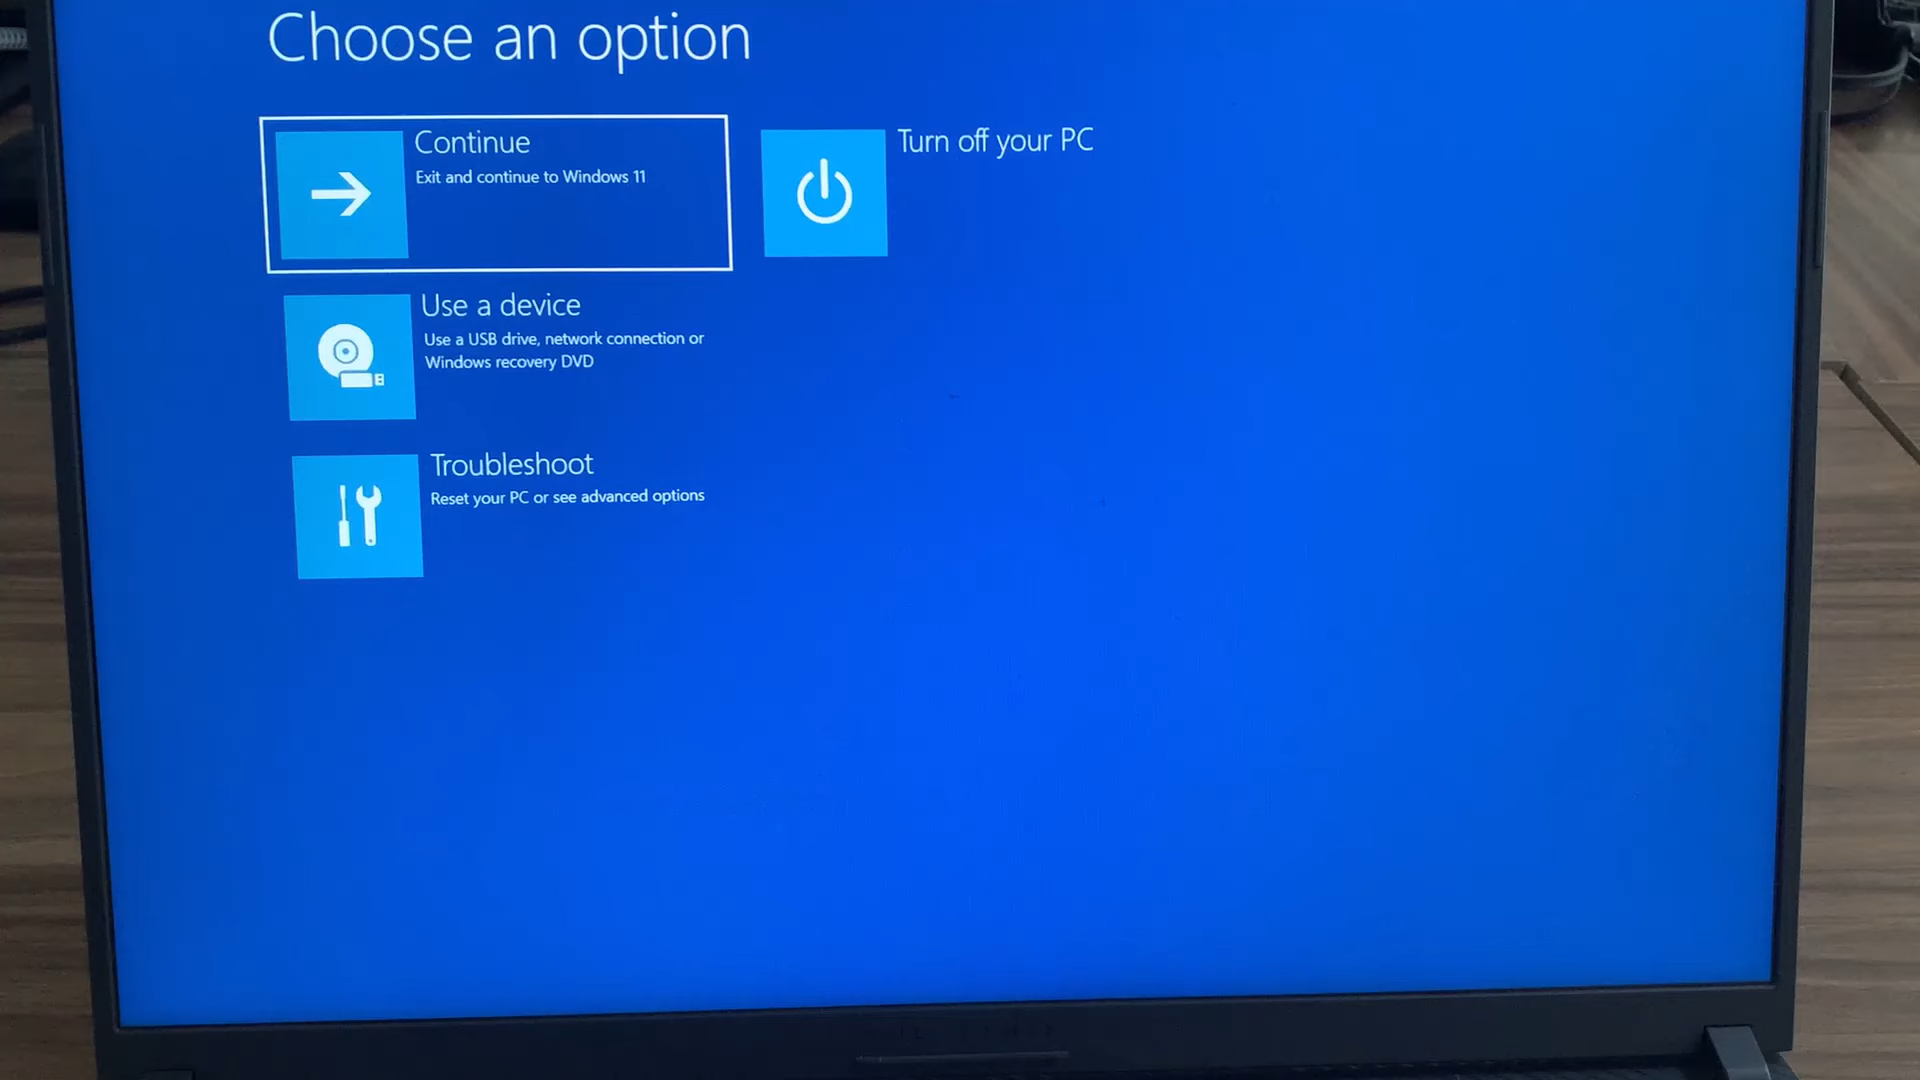 Choose an option
Continue
Exit and continue to Windows 11
Turn off your PC
Use a device
Use a USB drive, network connection or
Windows recovery DVD
Troubleshoot
Reset your PC or see advanced options